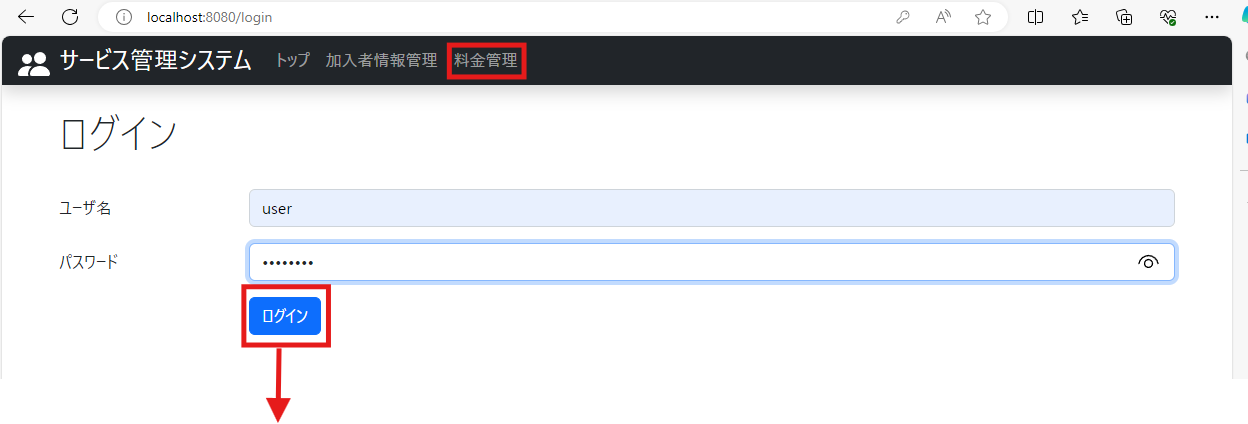 localhost:8080/login
サービス管理システム トップ 加入者情報管理 料金管理
ログイン
ユーザ名 user
パスワード ••••••••
ログイン